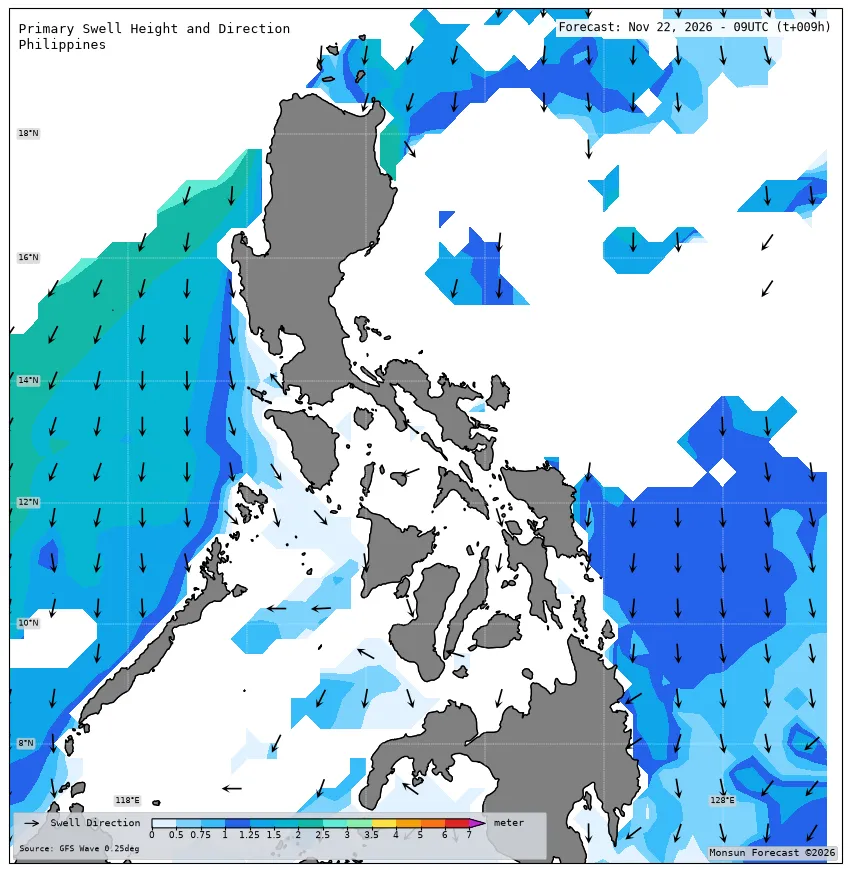 Primary Swell Height and Direction
Philippines
Forecast: Nov 22, 2026 - 09UTC (t+009h)
18°N
16°N
14°N
12°N
10°N
8°N
118°E
128°E
Swell Direction
0 0.5 0.75 1 1.25 1.5 2 2.5 3 3.5 4 5 6 7
meter
Source: GFS Wave 0.25deg
Monsun Forecast ©2026